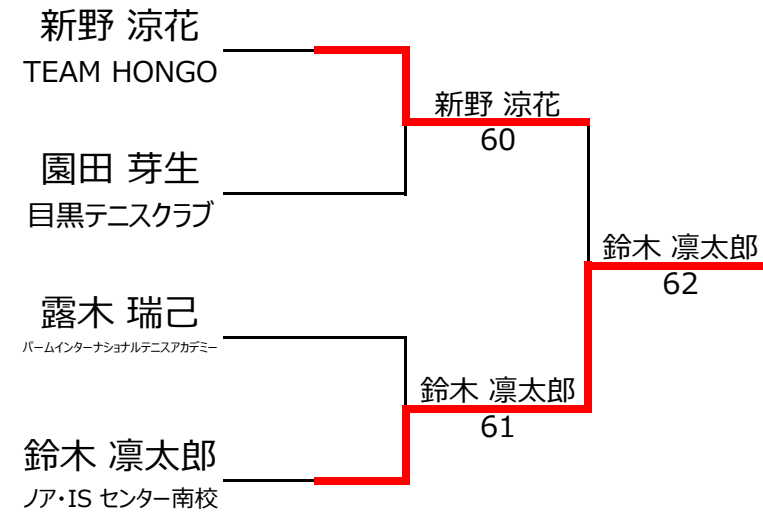 新野 涼花
TEAM HONGO
新野 涼花
60
園田 芽生
目黒テニスクラブ
鈴木 凛太郎
62
露木 瑞己
パームインターナショナルテニスアカデミー
鈴木 凛太郎
61
鈴木 凛太郎
ノア・IS センター南校